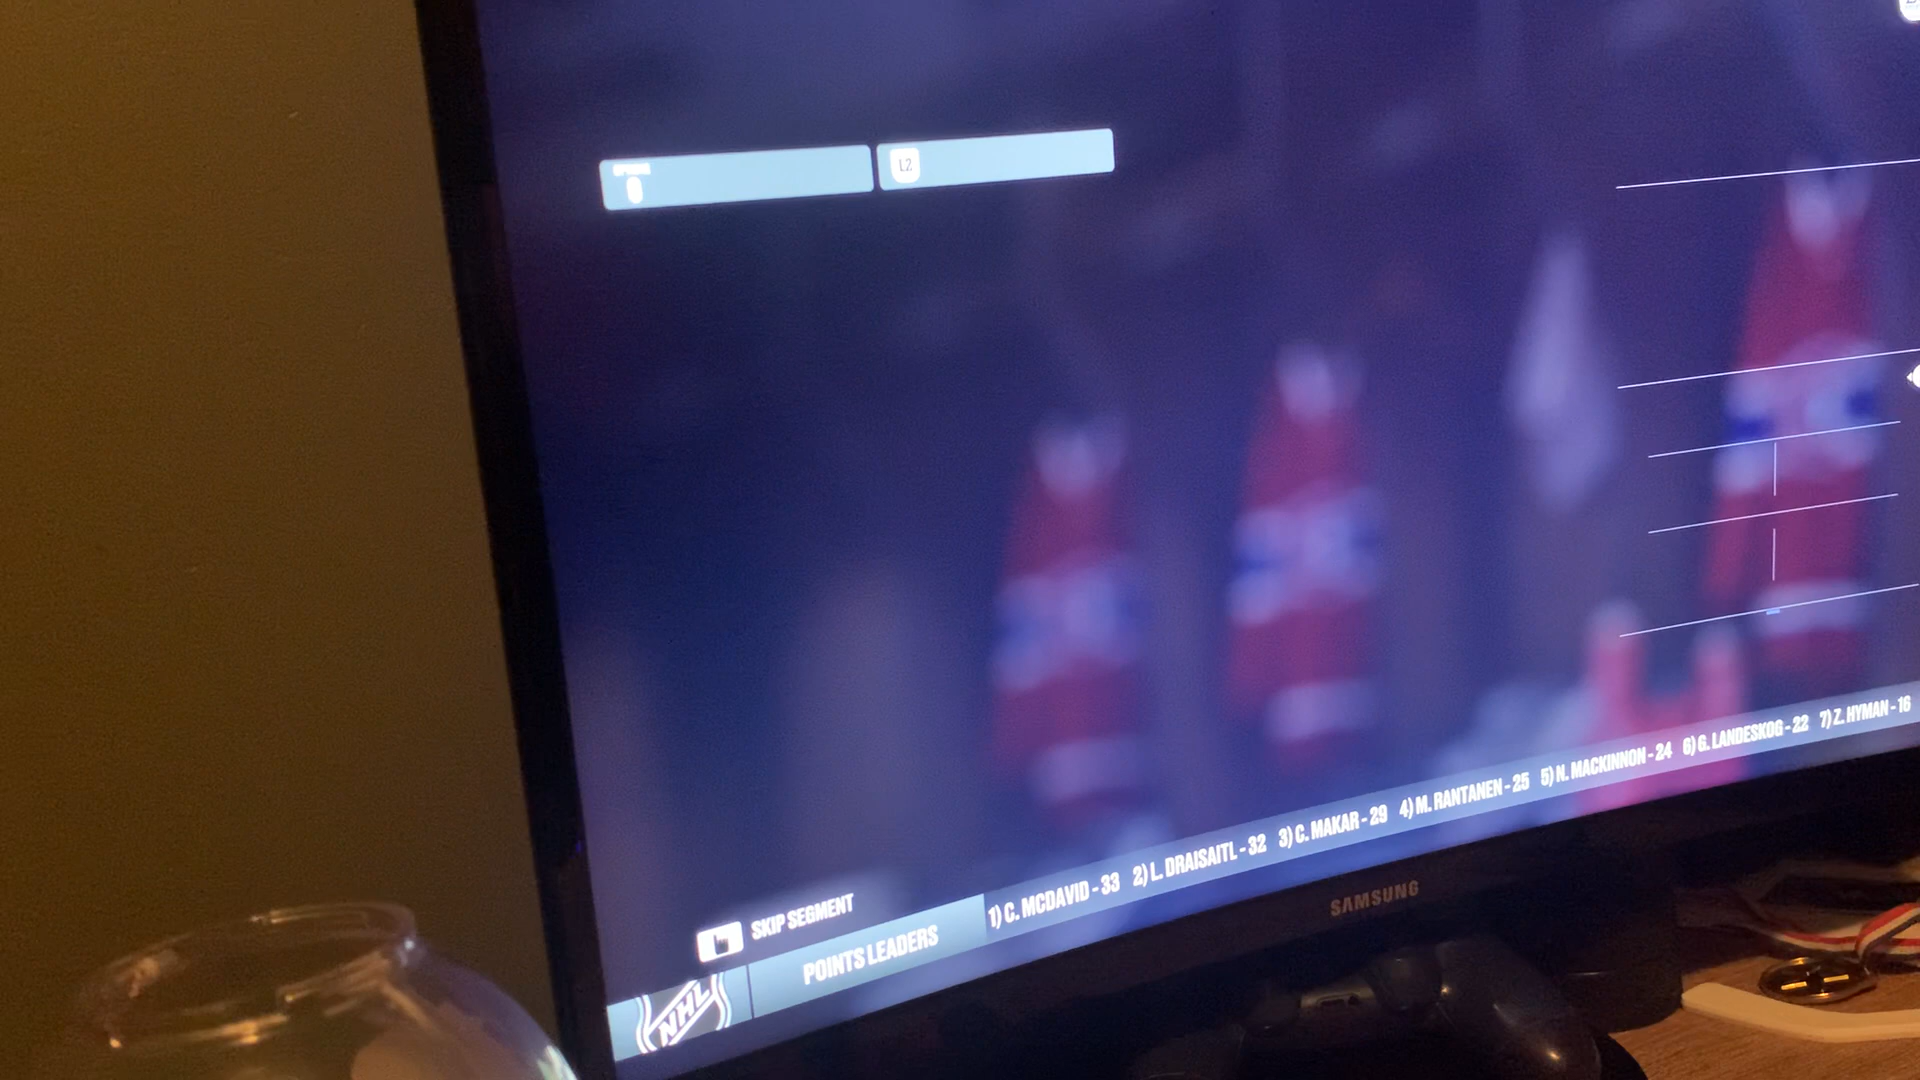 OPTIONS
L2
SKIP SEGMENT
POINTS LEADERS 1) C. MCDAVID - 33 2) L. DRAISAITL - 32 3) C. MAKAR - 29 4) M. RANTANEN - 25 5) N. MACKINNON - 24 6) G. LANDESKOG - 22 7) Z. HYMAN - 16
NHL
SAMSUNG